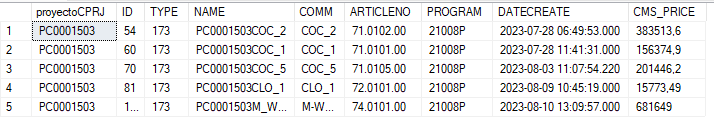 proyectoCPRJ ID TYPE NAME COMM ARTICLENO PROGRAM DATECREATE CMS_PRICE
1 PC0001503 54 173 PC0001503COC_2 COC_2 71.0102.00 21008P 2023-07-28 06:49:53.000 383513,6
2 PC0001503 60 173 PC0001503COC_1 COC_1 71.0101.00 21008P 2023-07-28 11:41:31.000 156374,9
3 PC0001503 70 173 PC0001503COC_5 COC_5 71.0105.00 21008P 2023-08-03 11:07:54.220 201446,2
4 PC0001503 81 173 PC0001503CLO_1 CLO_1 72.0101.00 21008P 2023-08-09 10:45:19.000 15773,49
5 PC0001503 1... 173 PC0001503M_W... M-W... 74.0101.00 21008P 2023-08-10 13:09:57.000 681649